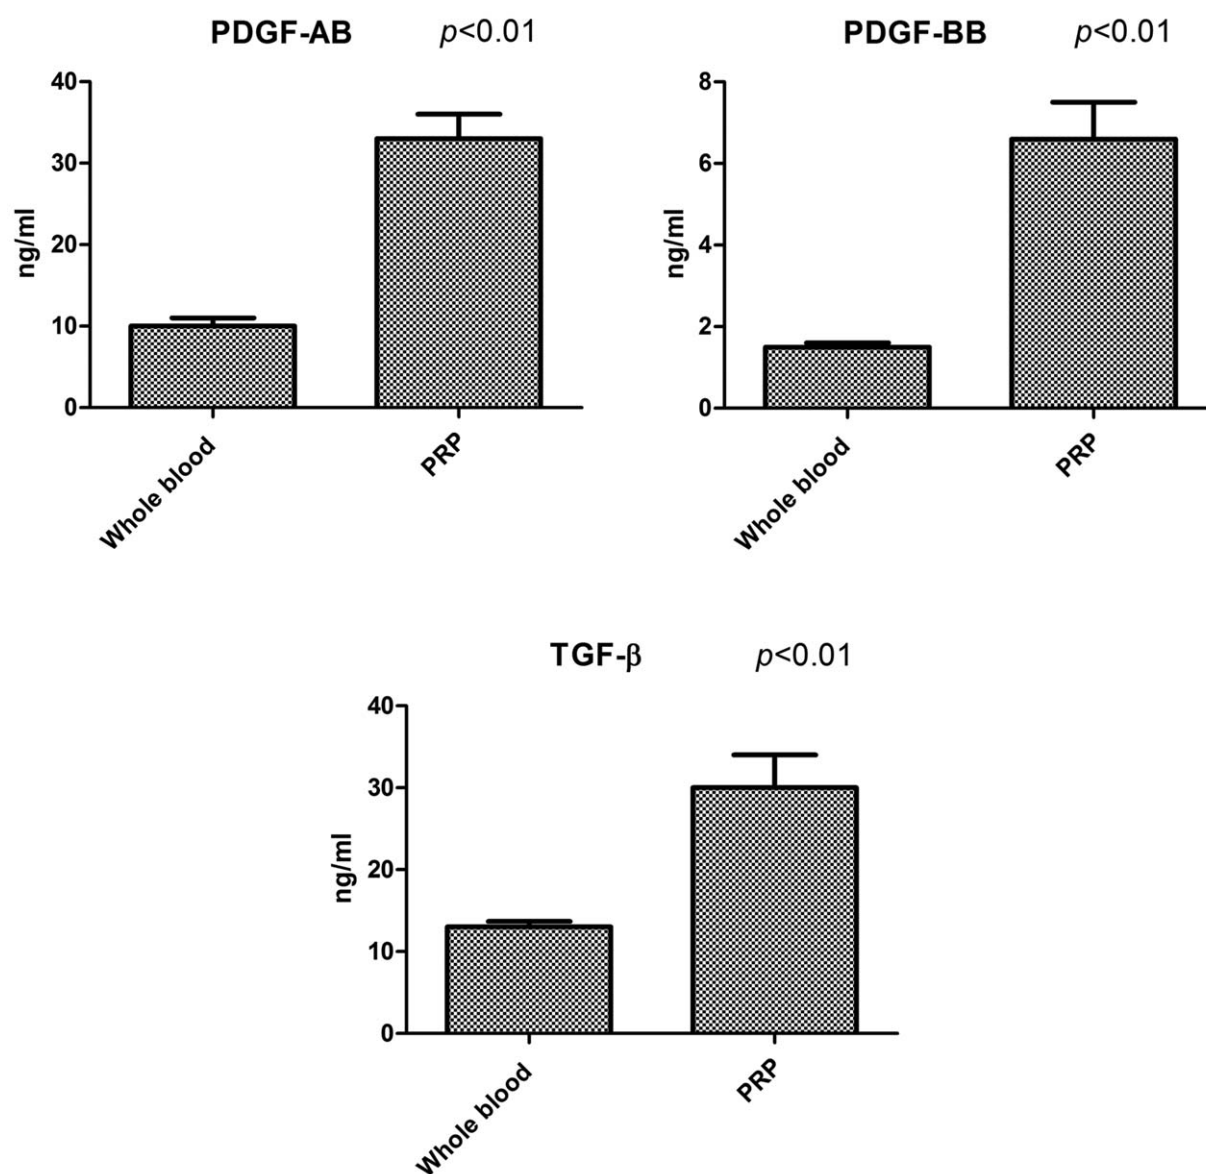 PDGF-AB p<0.01
40
30
20
10
0
ng/ml
Whole blood
PRP
PDGF-BB p<0.01
8
6
4
2
0
ng/ml
Whole blood
PRP
TGF-β p<0.01
40
30
20
10
0
ng/ml
Whole blood
PRP